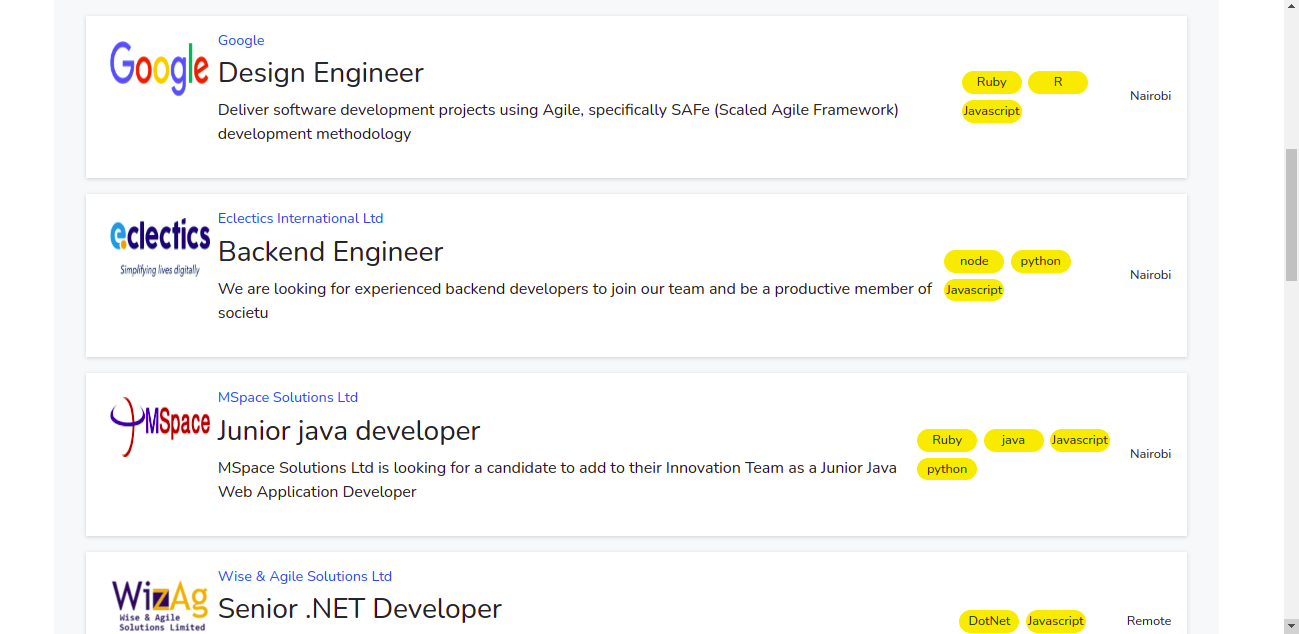 Google
Google
Design Engineer
Deliver software development projects using Agile, specifically SAFe (Scaled Agile Framework)
development methodology
Ruby R
Javascript
Nairobi
eclectics
Simplifying lives digitally
Eclectics International Ltd
Backend Engineer
We are looking for experienced backend developers to join our team and be a productive member of
societu
node python
Javascript
Nairobi
MSpace
MSpace Solutions Ltd
Junior java developer
MSpace Solutions Ltd is looking for a candidate to add to their Innovation Team as a Junior Java
Web Application Developer
Ruby java Javascript
python
Nairobi
WizAg
Wise & Agile
Solutions Limited
Wise & Agile Solutions Ltd
Senior .NET Developer
DotNet Javascript
Remote